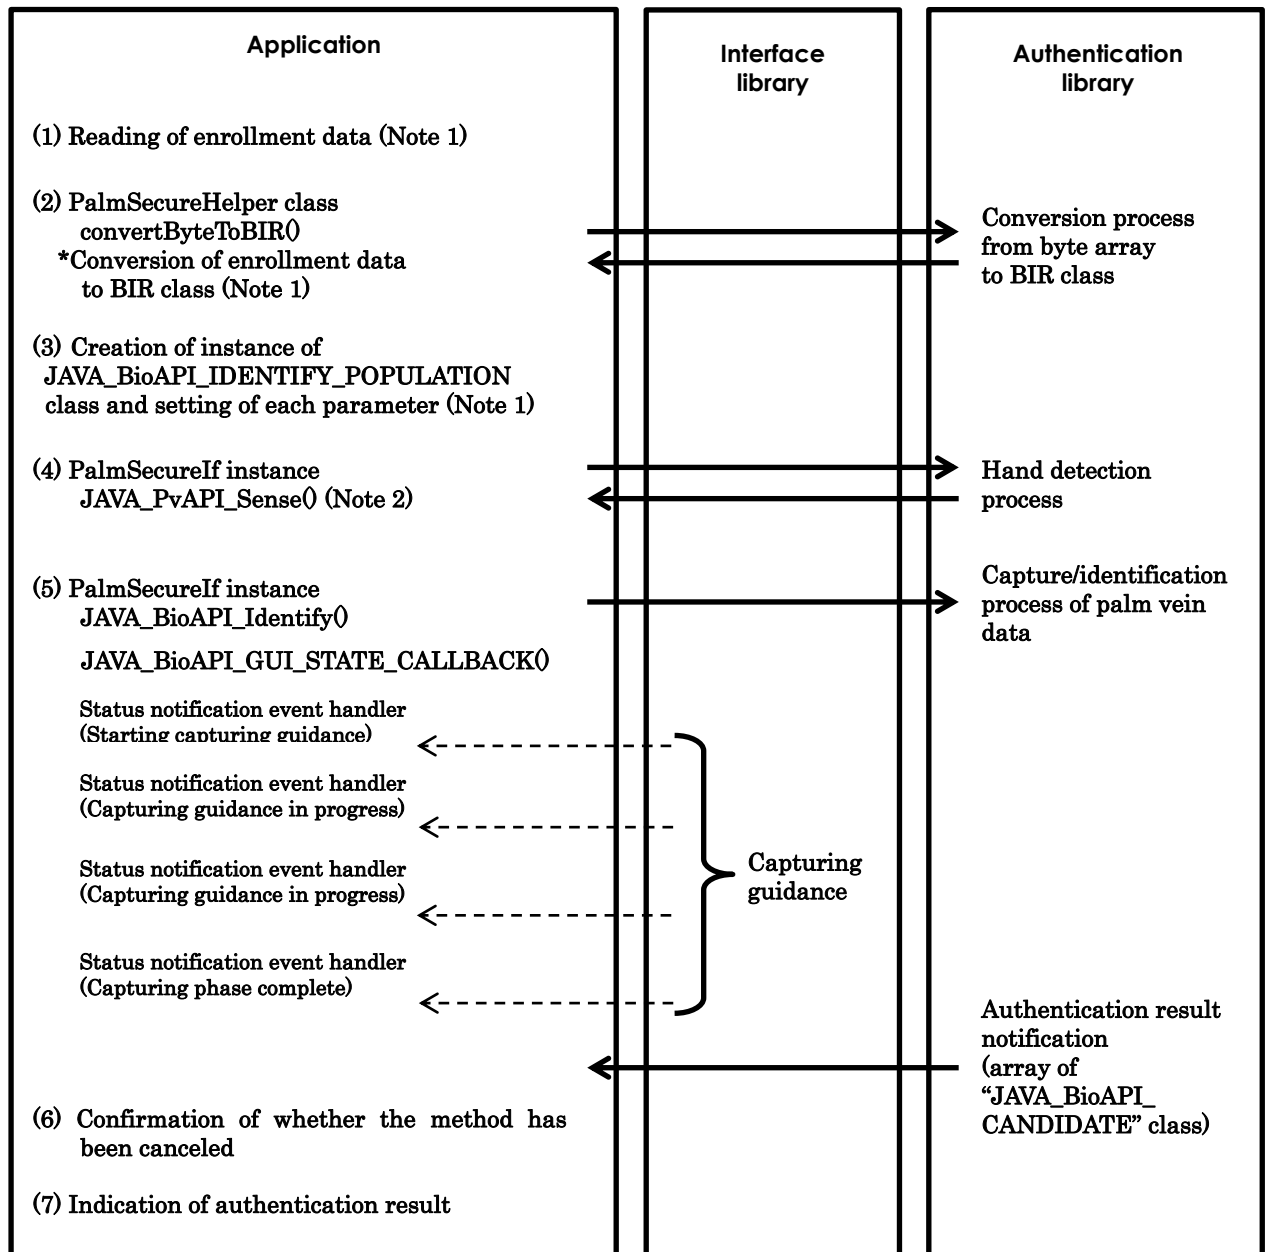 Application
Interface
library
Authentication
library
(1) Reading of enrollment data (Note 1)
(2) PalmSecureHelper class
convertByteToBIR()
*Conversion of enrollment data
to BIR class (Note 1)
Conversion process
from byte array
to BIR class
(3) Creation of instance of
JAVA_BioAPI_IDENTIFY_POPULATION
class and setting of each parameter (Note 1)
(4) PalmSecureIf instance
JAVA_PvAPI_Sense() (Note 2)
Hand detection
process
(5) PalmSecureIf instance
JAVA_BioAPI_Identify()
JAVA_BioAPI_GUI_STATE_CALLBACK()
Capture/identification
process of palm vein
data
Status notification event handler
(Starting capturing guidance)
Status notification event handler
(Capturing guidance in progress)
Status notification event handler
(Capturing guidance in progress)
Status notification event handler
(Capturing phase complete)
Capturing
guidance
Authentication result
notification
(array of
“JAVA_BioAPI_
CANDIDATE” class)
(6) Confirmation of whether the method has
been canceled
(7) Indication of authentication result